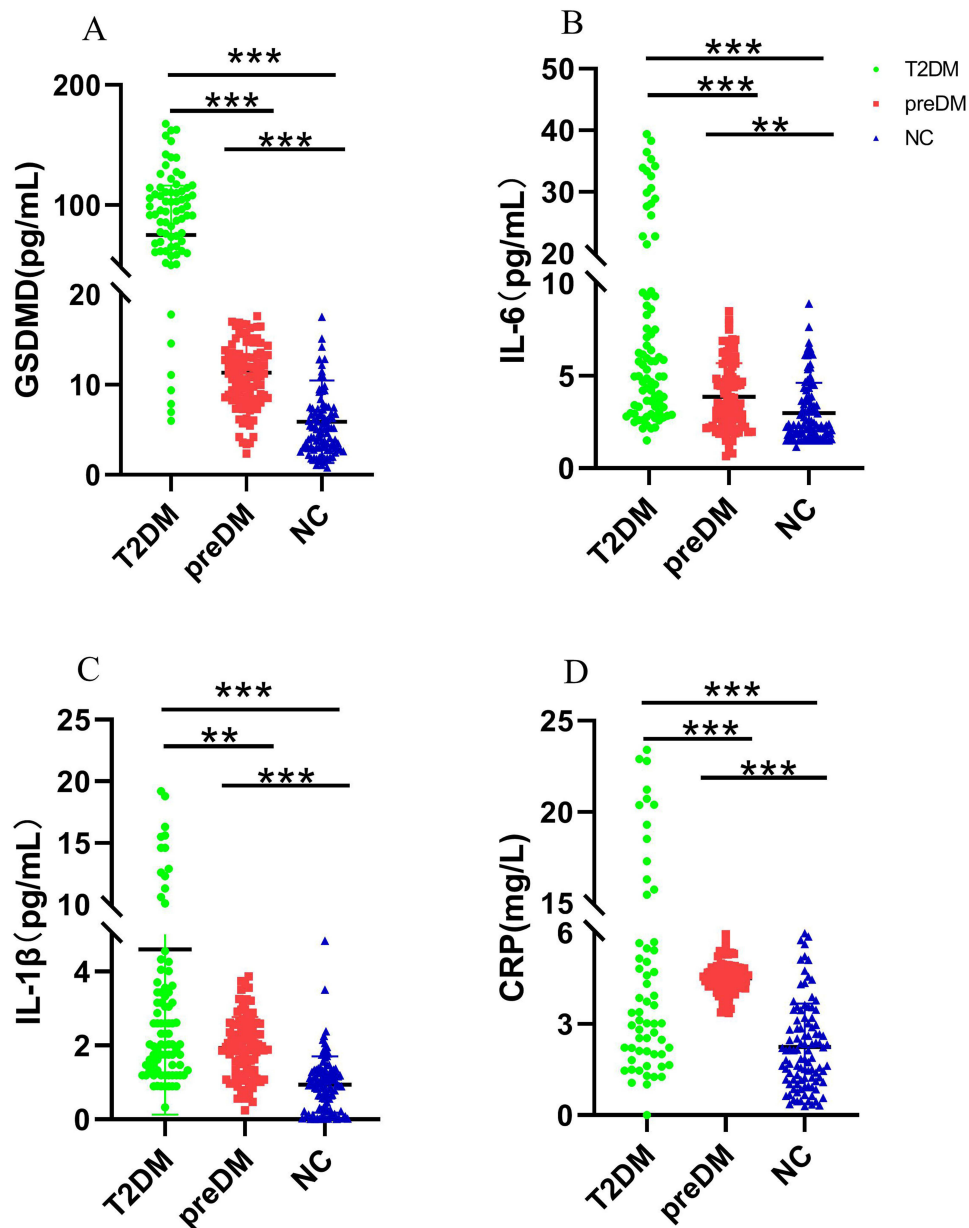 A
***
***
***
GSDMD(pg/mL)
200
100
20
10
0
T2DM
preDM
NC
B
***
***
**
IL-6(pg/mL)
50
40
30
20
10
5
0
T2DM
preDM
NC
T2DM
preDM
NC
C
***
**
***
IL-1β(pg/mL)
25
20
15
10
4
2
0
T2DM
preDM
NC
D
***
***
***
CRP(mg/L)
25
20
15
6
3
0
T2DM
preDM
NC